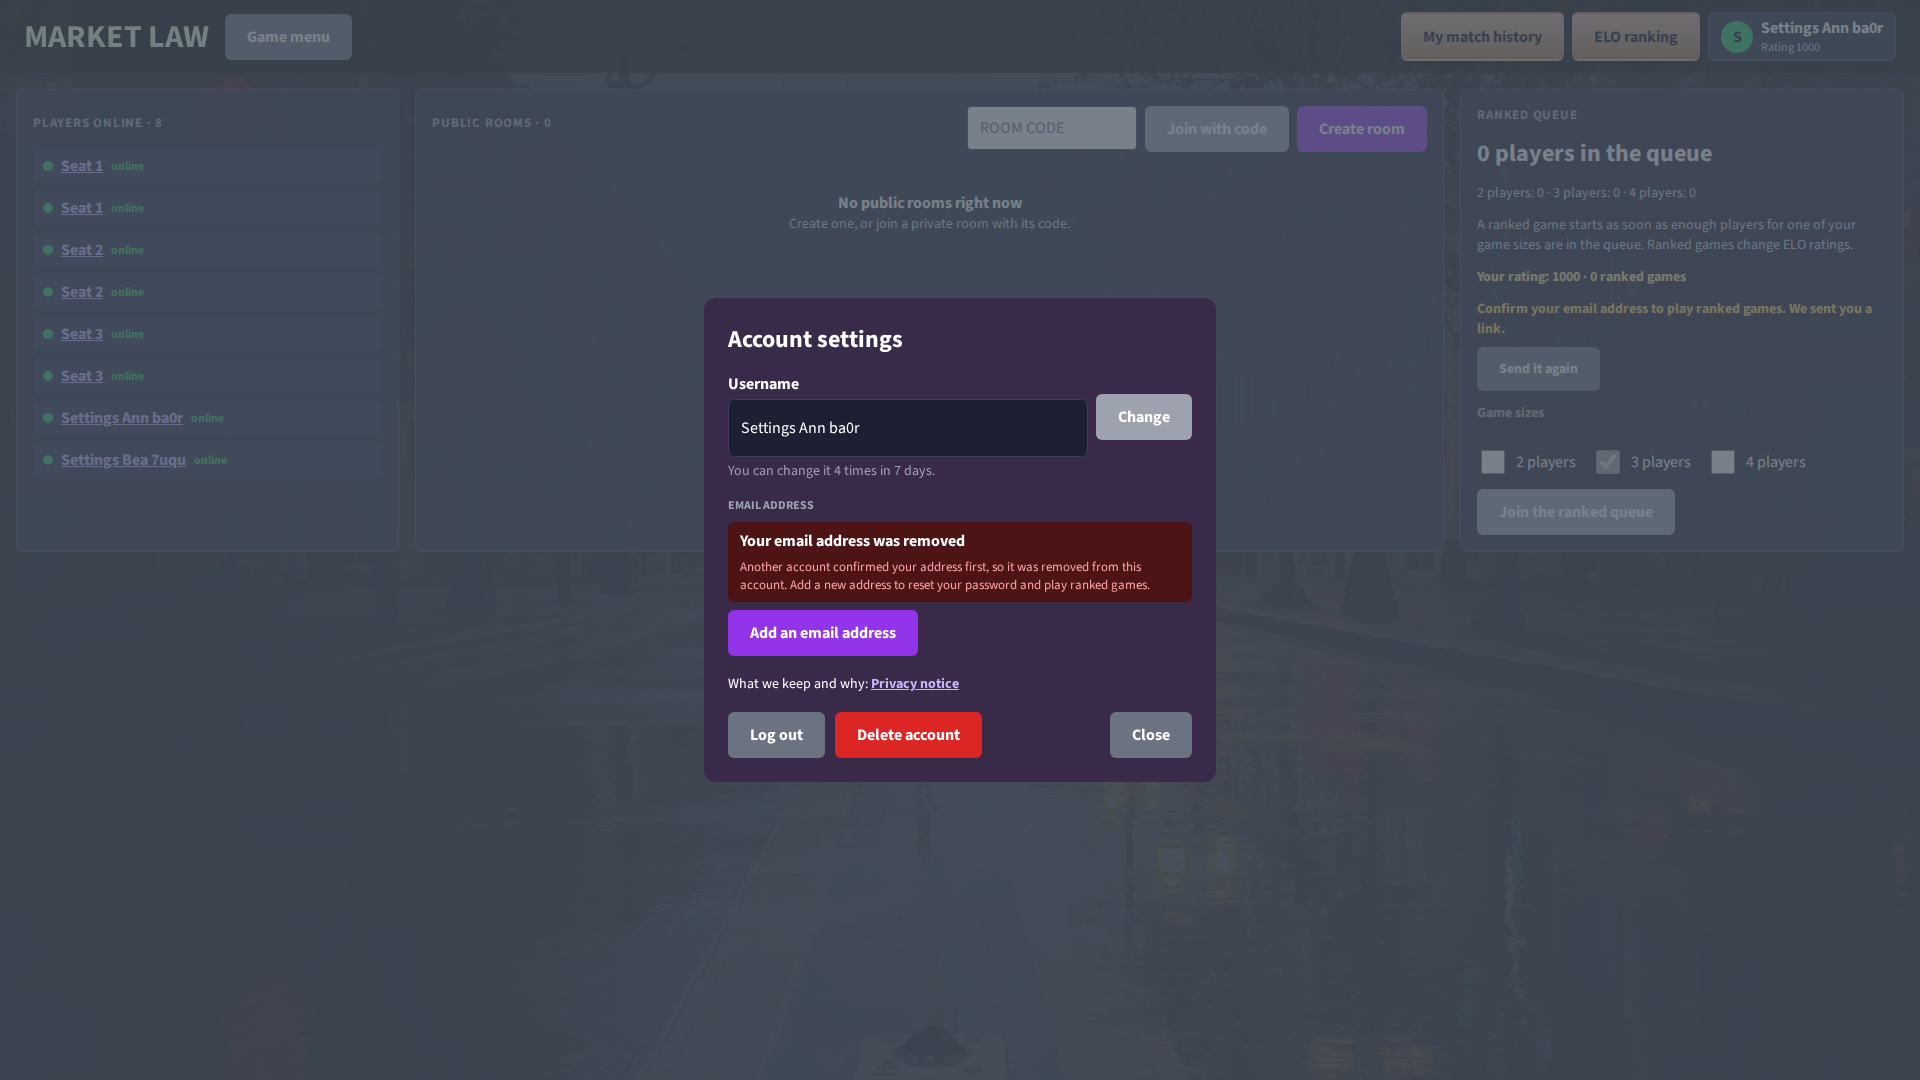 MARKET LAW
Game menu
My match history
ELO ranking
S
Settings Ann ba0r
Rating 1000
PLAYERS ONLINE · 8
Seat 1 online
Seat 1 online
Seat 2 online
Seat 2 online
Seat 3 online
Seat 3 online
Settings Ann ba0r online
Settings Bea 7uqu online
PUBLIC ROOMS · 0
ROOM CODE
Join with code
Create room
No public rooms right now
Create one, or join a private room with its code.
RANKED QUEUE
0 players in the queue
2 players: 0 · 3 players: 0 · 4 players: 0
A ranked game starts as soon as enough players for one of your
game sizes are in the queue. Ranked games change ELO ratings.
Your rating: 1000 · 0 ranked games
Confirm your email address to play ranked games. We sent you a
link.
Send it again
Game sizes
2 players
3 players
4 players
Join the ranked queue
Account settings
Username
Settings Ann ba0r
Change
You can change it 4 times in 7 days.
EMAIL ADDRESS
Your email address was removed
Another account confirmed your address first, so it was removed from this
account. Add a new address to reset your password and play ranked games.
Add an email address
What we keep and why: Privacy notice
Log out
Delete account
Close